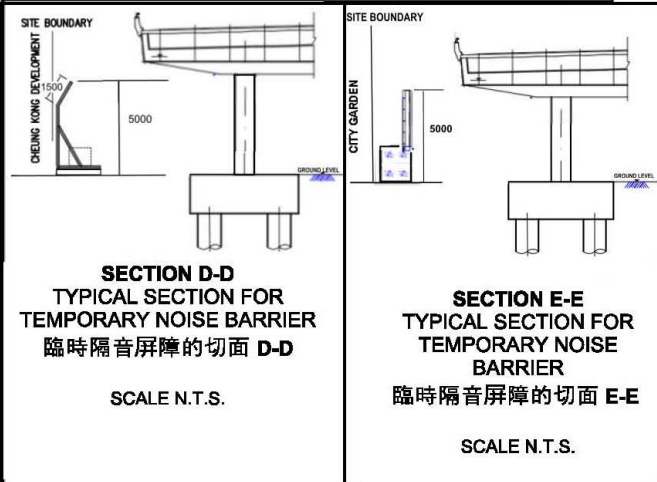 SITE BOUNDARY
CHEUNG KONG DEVELOPMENT
1500
5000
GROUND LEVEL
SECTION D-D
TYPICAL SECTION FOR
TEMPORARY NOISE BARRIER
臨時隔音屏障的切面 D-D
SCALE N.T.S.
SITE BOUNDARY
CITY GARDEN
5000
GROUND LEVEL
SECTION E-E
TYPICAL SECTION FOR
TEMPORARY NOISE
BARRIER
臨時隔音屏障的切面 E-E
SCALE N.T.S.